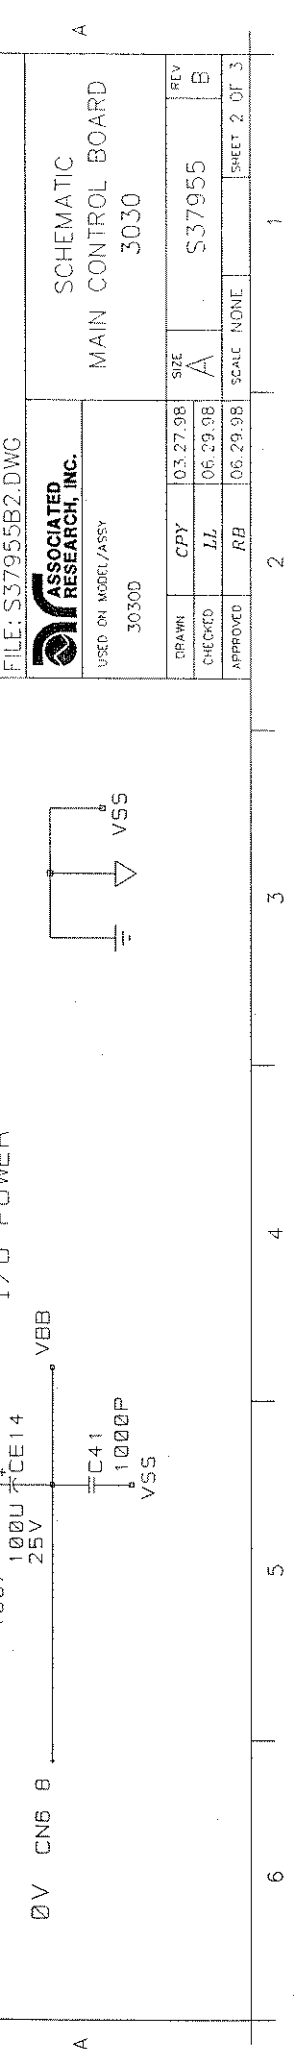 I/O POWER
100U + CE14
25V
VBB
C41
1000P
VSS
0V CN6 8
VSS
FILE: S37955B2.DWG
ASSOCIATED
RESEARCH, INC.
SCHEMATIC
MAIN CONTROL BOARD
3030
USED ON MODEL/ASSY
3030D
DRAWN CPY 03.27.98
CHECKED LL 06.29.98
APPROVED RB 06.29.98
SIZE
A
S37955
REV
B
SCALE NONE
SHEET 2 OF 3
A
A
6 5 4 3 2 1